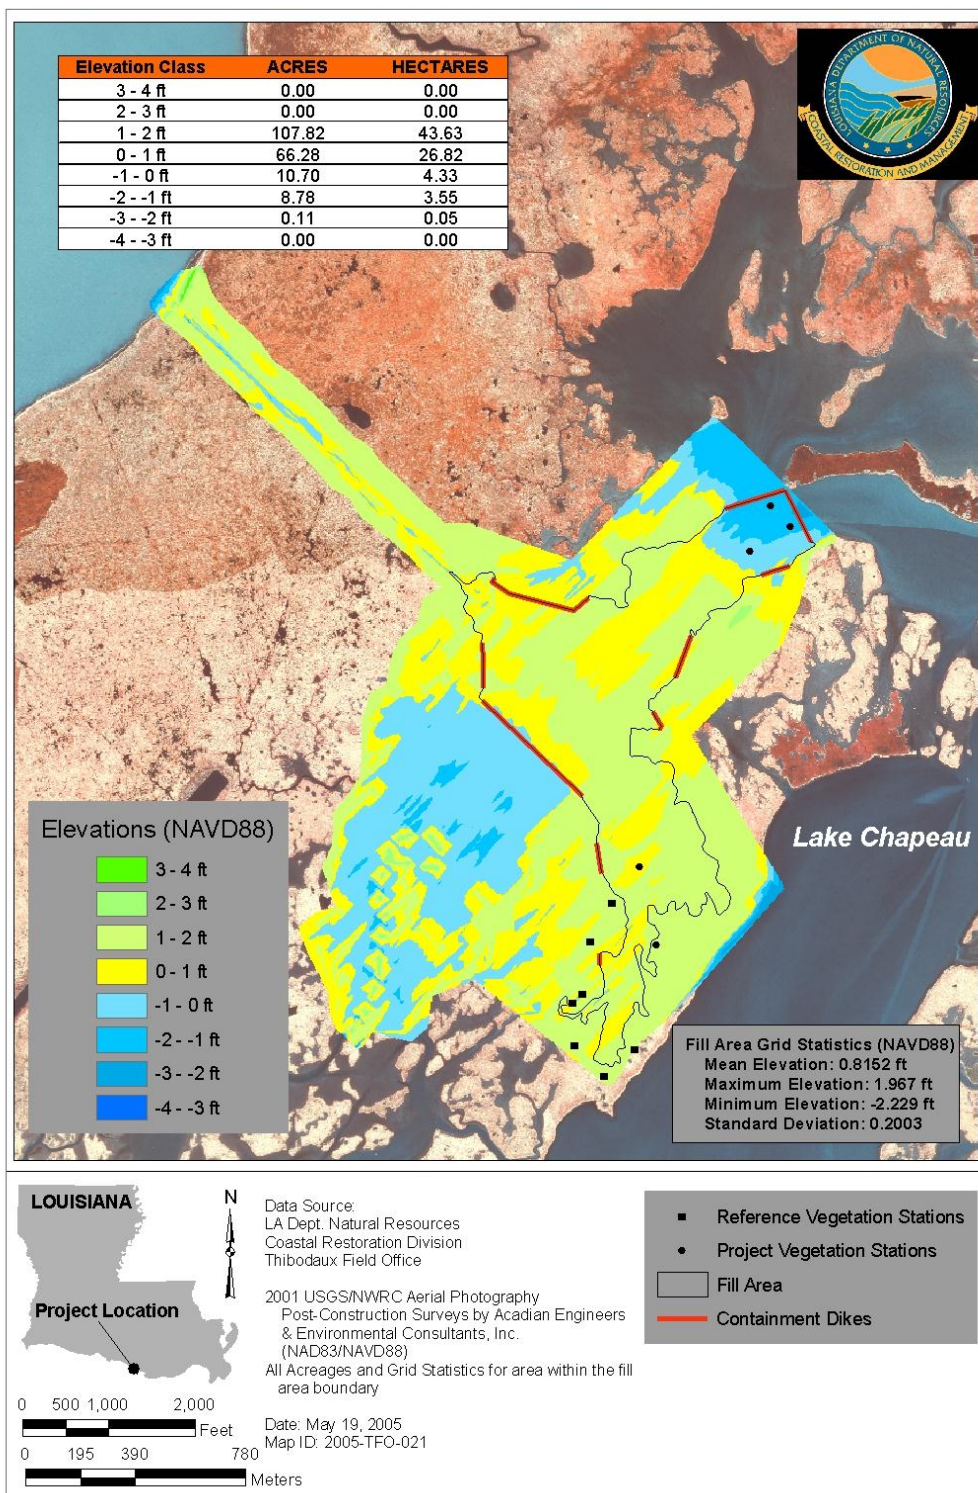 Elevation Class ACRES HECTARES
3 - 4 ft 0.00 0.00
2 - 3 ft 0.00 0.00
1 - 2 ft 107.82 43.63
0 - 1 ft 66.28 26.82
-1 - 0 ft 10.70 4.33
-2 - -1 ft 8.78 3.55
-3 - -2 ft 0.11 0.05
-4 - -3 ft 0.00 0.00
LOUISIANA DEPARTMENT OF NATURAL RESOURCES
COASTAL RESTORATION AND MANAGEMENT
Lake Chapeau
Elevations (NAVD88)
3 - 4 ft
2 - 3 ft
1 - 2 ft
0 - 1 ft
-1 - 0 ft
-2 - -1 ft
-3 - -2 ft
-4 - -3 ft
Fill Area Grid Statistics (NAVD88)
Mean Elevation: 0.8152 ft
Maximum Elevation: 1.967 ft
Minimum Elevation: -2.229 ft
Standard Deviation: 0.2003
LOUISIANA
Project Location
N
0 500 1,000 2,000
Feet
0 195 390 780
Meters
Data Source:
LA Dept. Natural Resources
Coastal Restoration Division
Thibodaux Field Office
2001 USGS/NWRC Aerial Photography
Post-Construction Surveys by Acadian Engineers
& Environmental Consultants, Inc.
(NAD83/NAVD88)
All Acreages and Grid Statistics for area within the fill
area boundary
Date: May 19, 2005
Map ID: 2005-TFO-021
Reference Vegetation Stations
Project Vegetation Stations
Fill Area
Containment Dikes